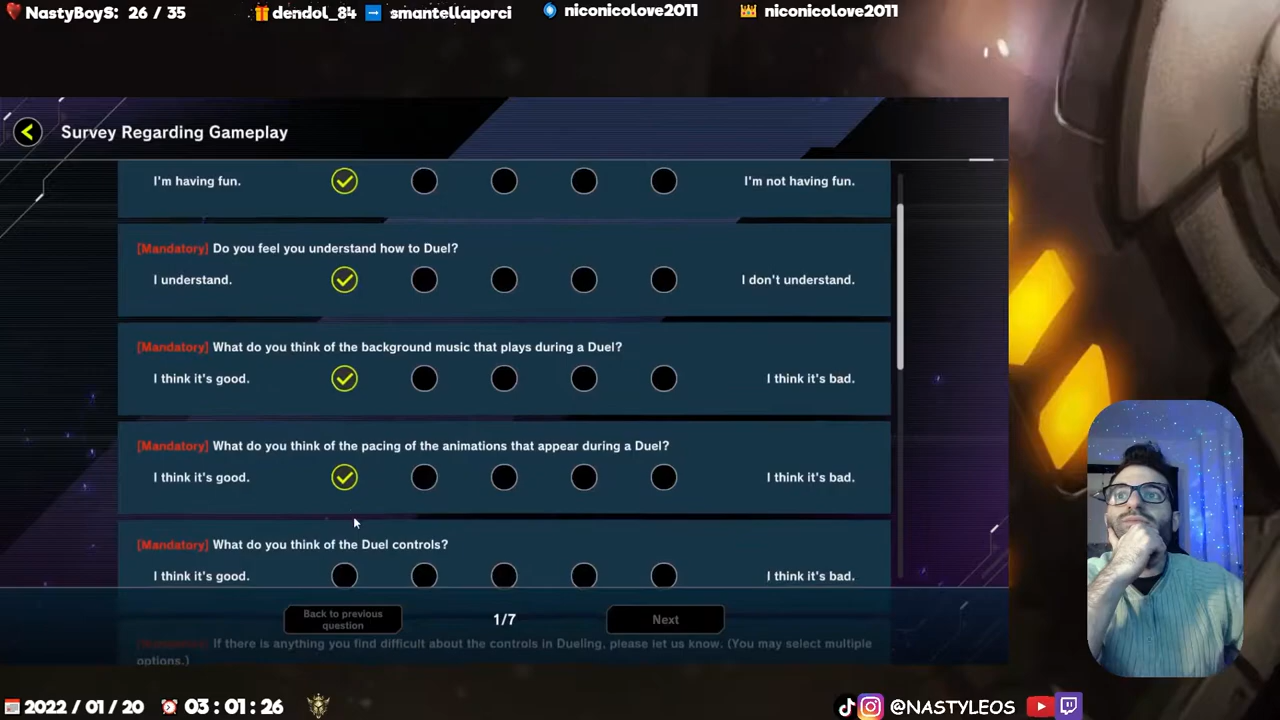 NastyBoyS: 26 / 35
dendol_84 smantellaporci
niconicolove2011
niconicolove2011
Survey Regarding Gameplay
I'm having fun. I'm not having fun.
[Mandatory] Do you feel you understand how to Duel?
I understand. I don't understand.
[Mandatory] What do you think of the background music that plays during a Duel?
I think it's good. I think it's bad.
[Mandatory] What do you think of the pacing of the animations that appear during a Duel?
I think it's good. I think it's bad.
[Mandatory] What do you think of the Duel controls?
I think it's good. I think it's bad.
Back to previous
question
1/7
Next
[Mandatory] If there is anything you find difficult about the controls in Dueling, please let us know. (You may select multiple
options.)
2022 / 01 / 20 03 : 01 : 26
@NASTYLEOS